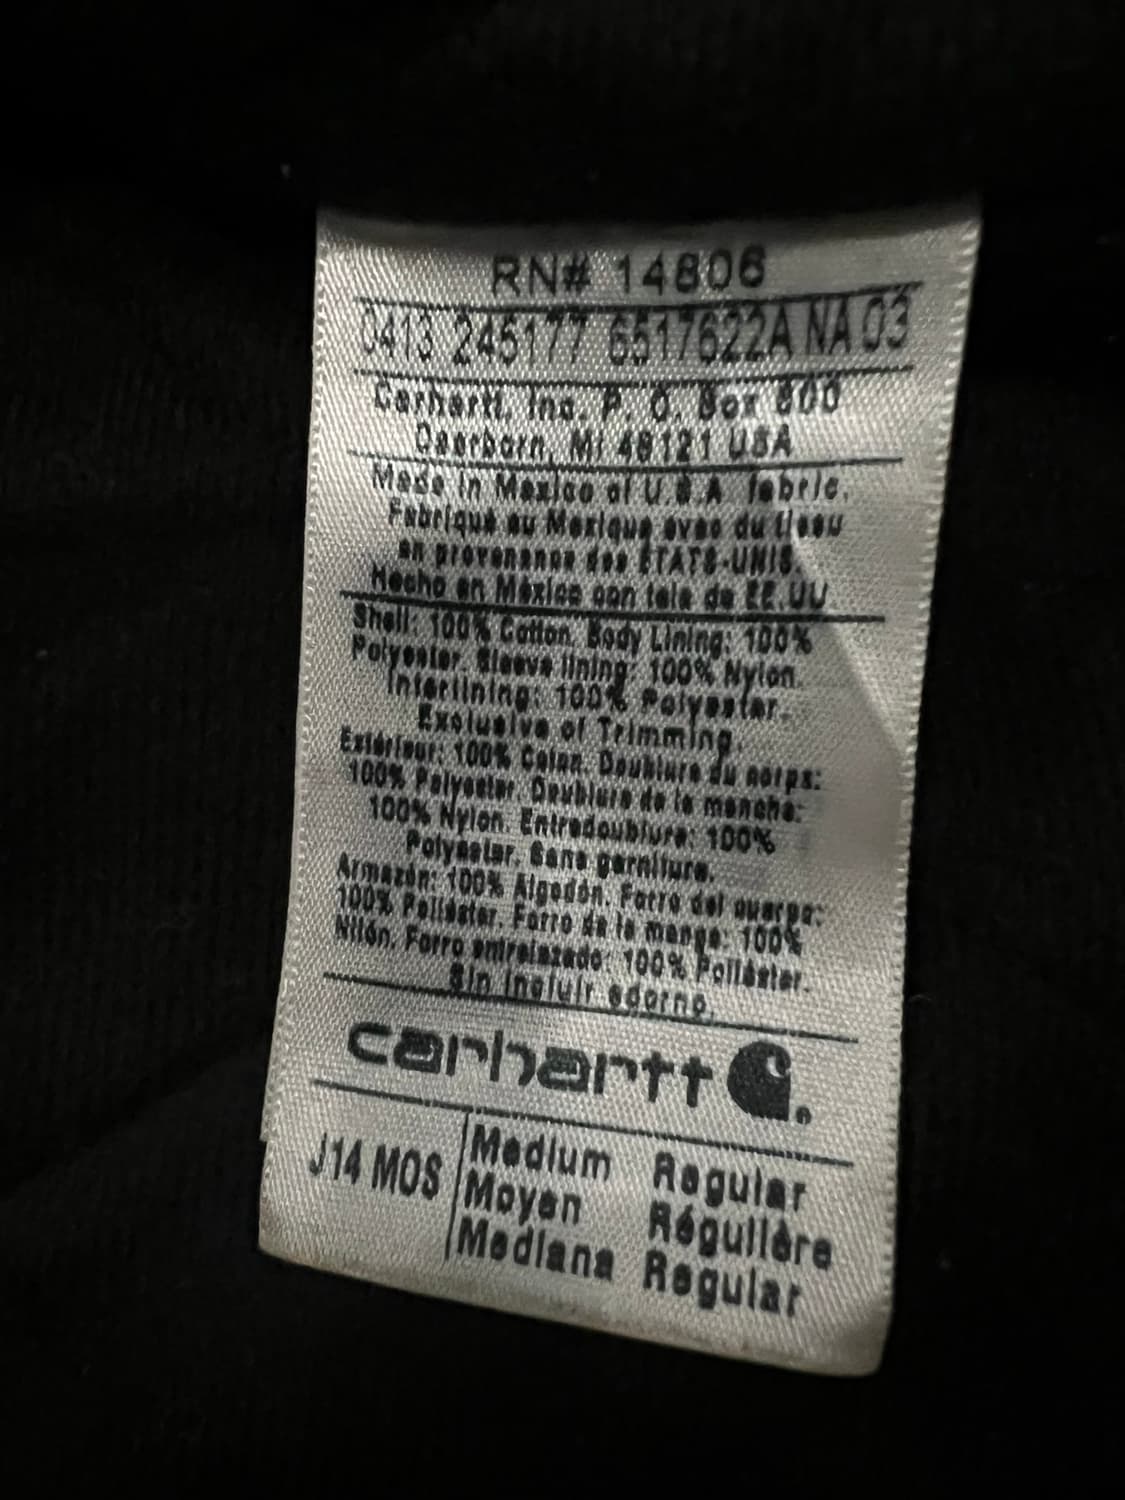 RN# 14806
0413 245177 6517622A NA 03
Carhartt, Inc. P. O. Box 600
Dearborn, MI 48121 USA
Made in Mexico of U.S.A fabric.
Fabriqué au Mexique avec du tissu
en provenance des ÉTATS-UNIS.
Hecho en México con tela de EE.UU
Shell: 100% Cotton. Body Lining: 100%
Polyester. Sleeve lining: 100% Nylon.
Interlining: 100% Polyester.
Exclusive of Trimming.
Extérieur: 100% Coton. Doublure du corps:
100% Polyester. Doublure de la manche:
100% Nylon. Entredoublure: 100%
Polyester. Sans garniture.
Armazón: 100% Algodón. Forro del cuerpo:
100% Poliéster. Forro de la manga: 100%
Nilón. Forro entrelazado: 100% Poliéster.
Sin incluir adorno.
carhartt
J14 MOS Medium Regular
Moyen Régulière
Mediana Regular